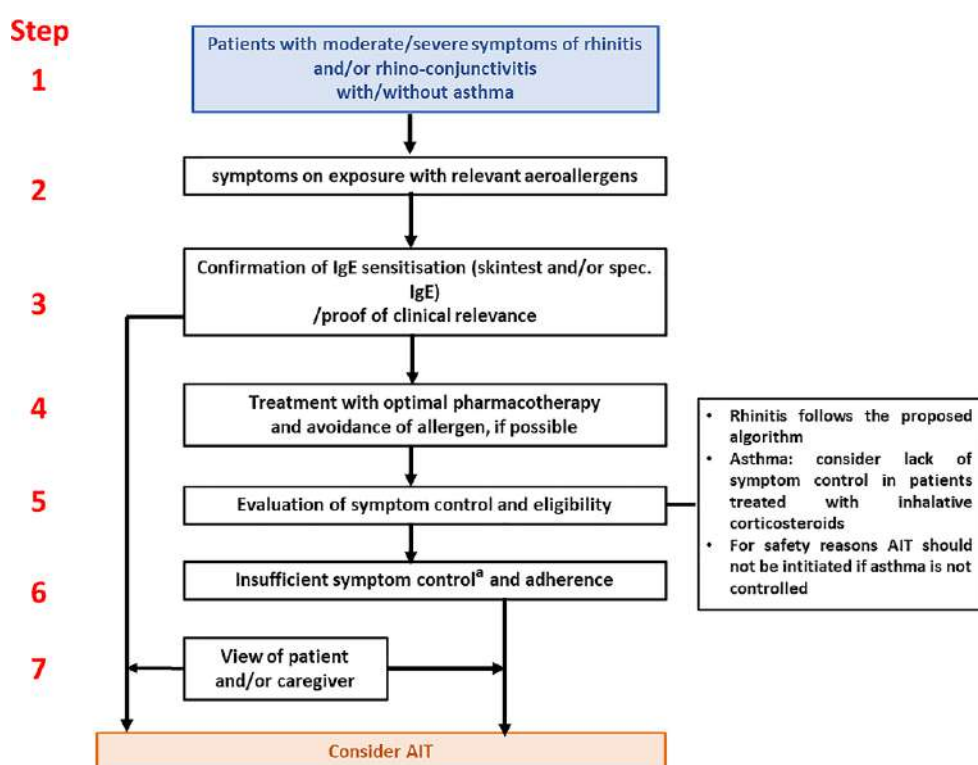 Step
1
Patients with moderate/severe symptoms of rhinitis
and/or rhino-conjunctivitis
with/without asthma
2
symptoms on exposure with relevant aeroallergens
3
Confirmation of IgE sensitisation (skintest and/or spec.
IgE)
/proof of clinical relevance
4
Treatment with optimal pharmacotherapy
and avoidance of allergen, if possible
5
Evaluation of symptom control and eligibility
• Rhinitis follows the proposed
algorithm
• Asthma: consider lack of
symptom control in patients
treated with inhalative
corticosteroids
• For safety reasons AIT should
not be intitiated if asthma is not
controlled
6
Insufficient symptom controlª and adherence
7
View of patient
and/or caregiver
Consider AIT